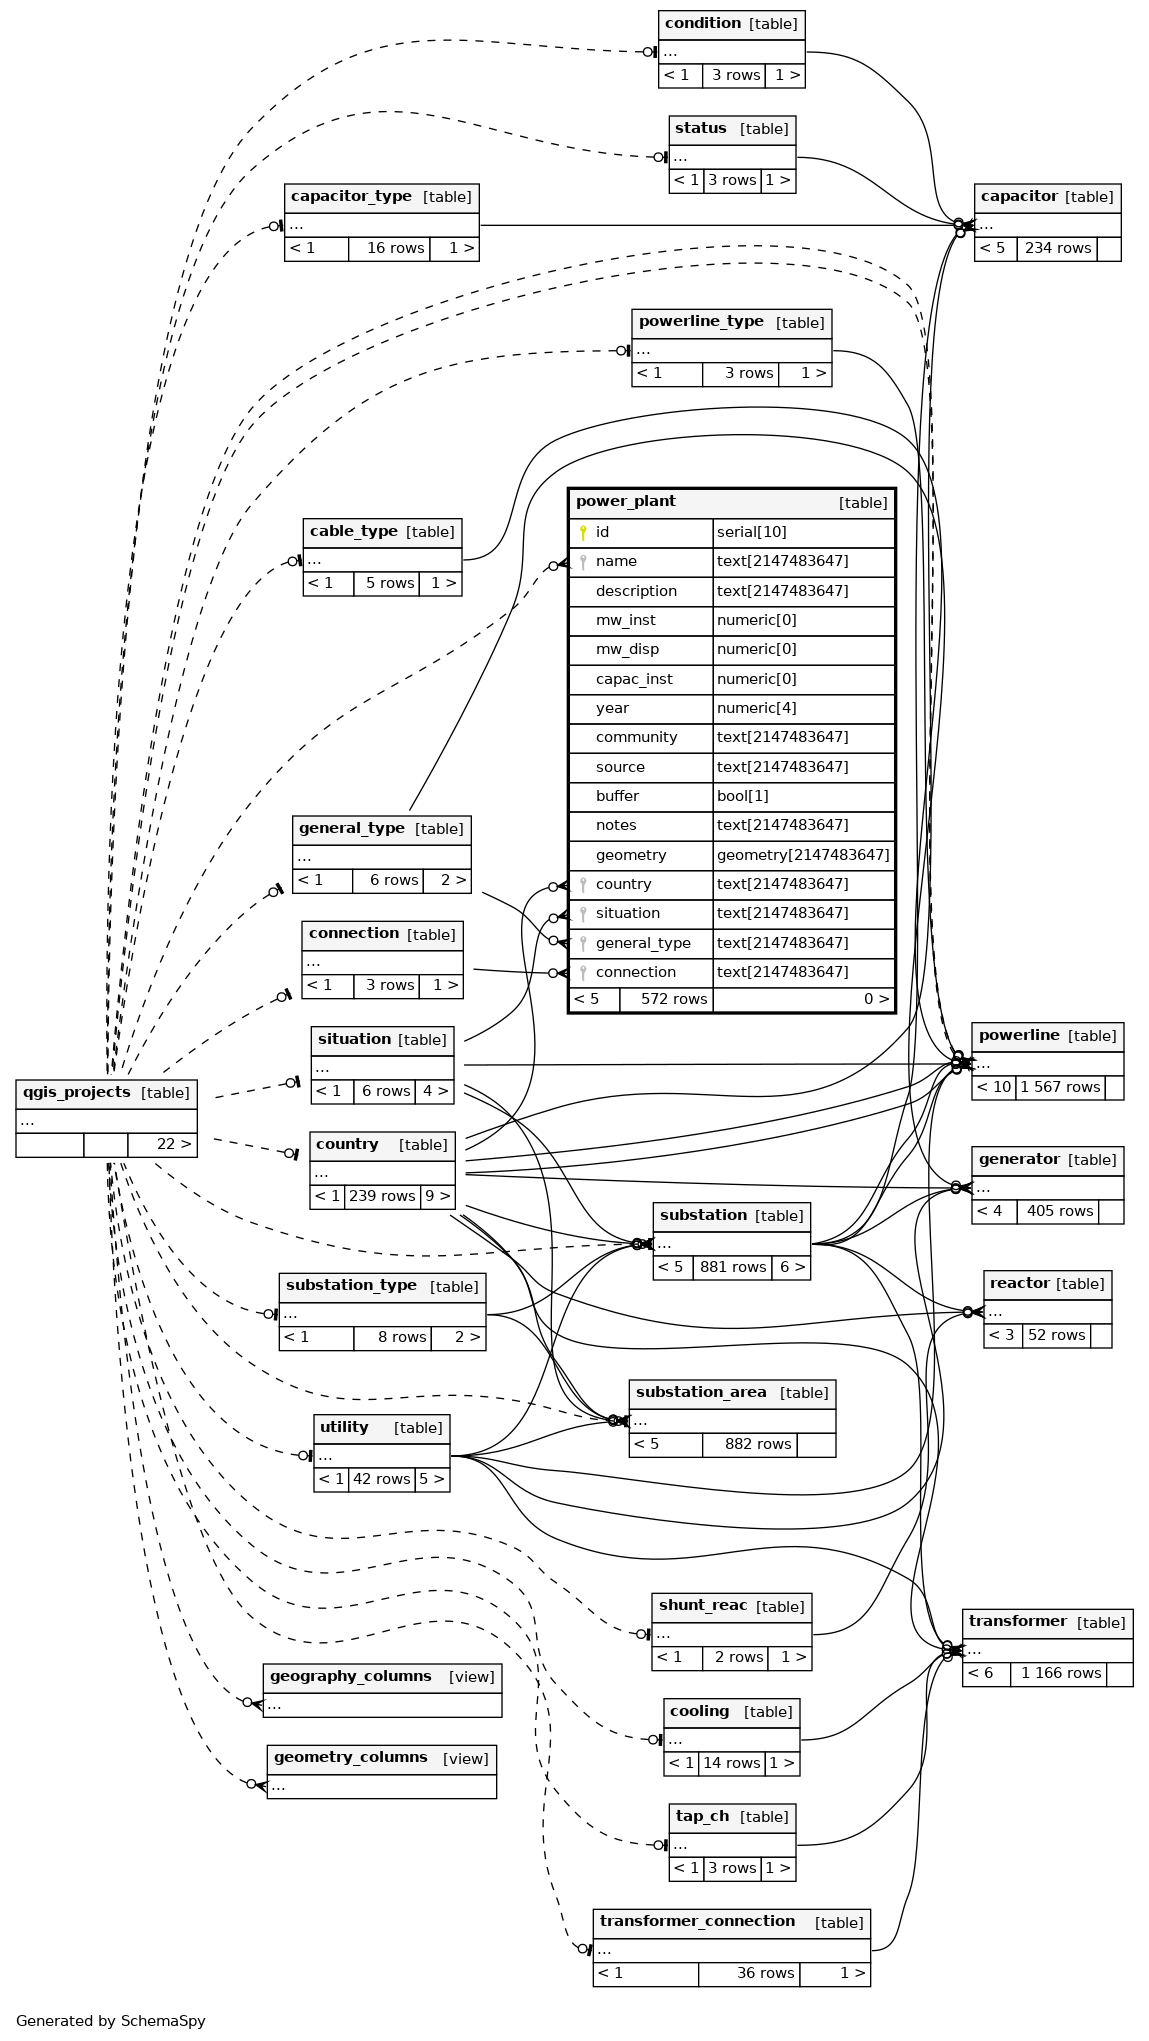 condition [table]
...
< 1 3 rows 1 >
status [table]
...
< 1 3 rows 1 >
capacitor_type [table]
...
< 1 16 rows 1 >
capacitor [table]
...
< 5 234 rows
powerline_type [table]
...
< 1 3 rows 1 >
power_plant [table]
id serial[10]
name text[2147483647]
description text[2147483647]
mw_inst numeric[0]
mw_disp numeric[0]
capac_inst numeric[0]
year numeric[4]
community text[2147483647]
source text[2147483647]
buffer bool[1]
notes text[2147483647]
geometry geometry[2147483647]
country text[2147483647]
situation text[2147483647]
general_type text[2147483647]
connection text[2147483647]
< 5 572 rows 0 >
cable_type [table]
...
< 1 5 rows 1 >
general_type [table]
...
< 1 6 rows 2 >
connection [table]
...
< 1 3 rows 1 >
situation [table]
...
< 1 6 rows 4 >
powerline [table]
...
< 10 1 567 rows
qgis_projects [table]
...
22 >
country [table]
...
< 1 239 rows 9 >
generator [table]
...
< 4 405 rows
substation [table]
...
< 5 881 rows 6 >
substation_type [table]
...
< 1 8 rows 2 >
reactor [table]
...
< 3 52 rows
substation_area [table]
...
< 5 882 rows
utility [table]
...
< 1 42 rows 5 >
shunt_reac [table]
...
< 1 2 rows 1 >
transformer [table]
...
< 6 1 166 rows
geography_columns [view]
...
cooling [table]
...
< 1 14 rows 1 >
geometry_columns [view]
...
tap_ch [table]
...
< 1 3 rows 1 >
transformer_connection [table]
...
< 1 36 rows 1 >
Generated by SchemaSpy